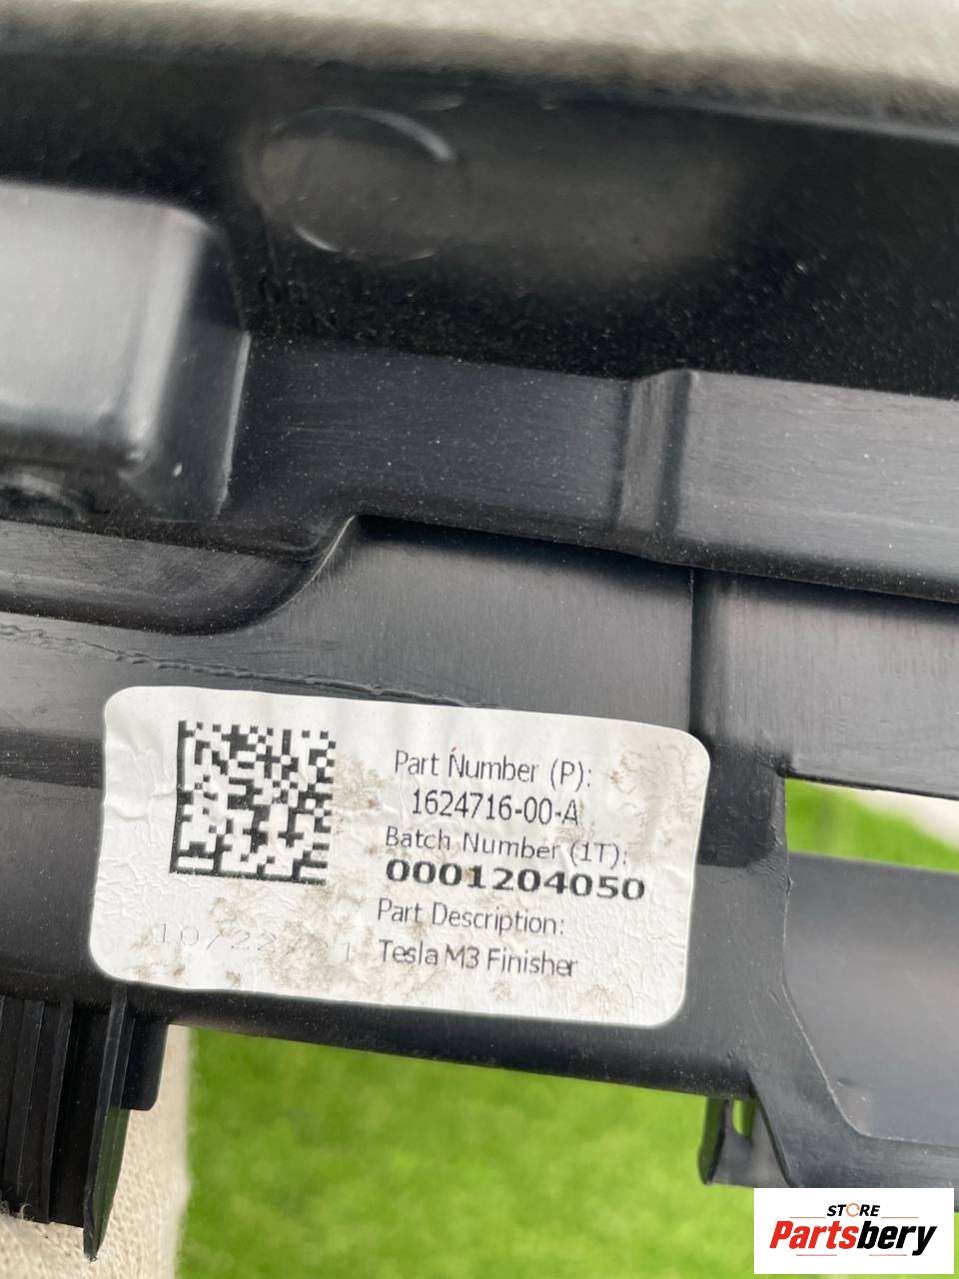 Part Number (P):
1624716-00-A
Batch Number (1T):
0001204050
Part Description:
Tesla M3 Finisher
STORE
Partsbery